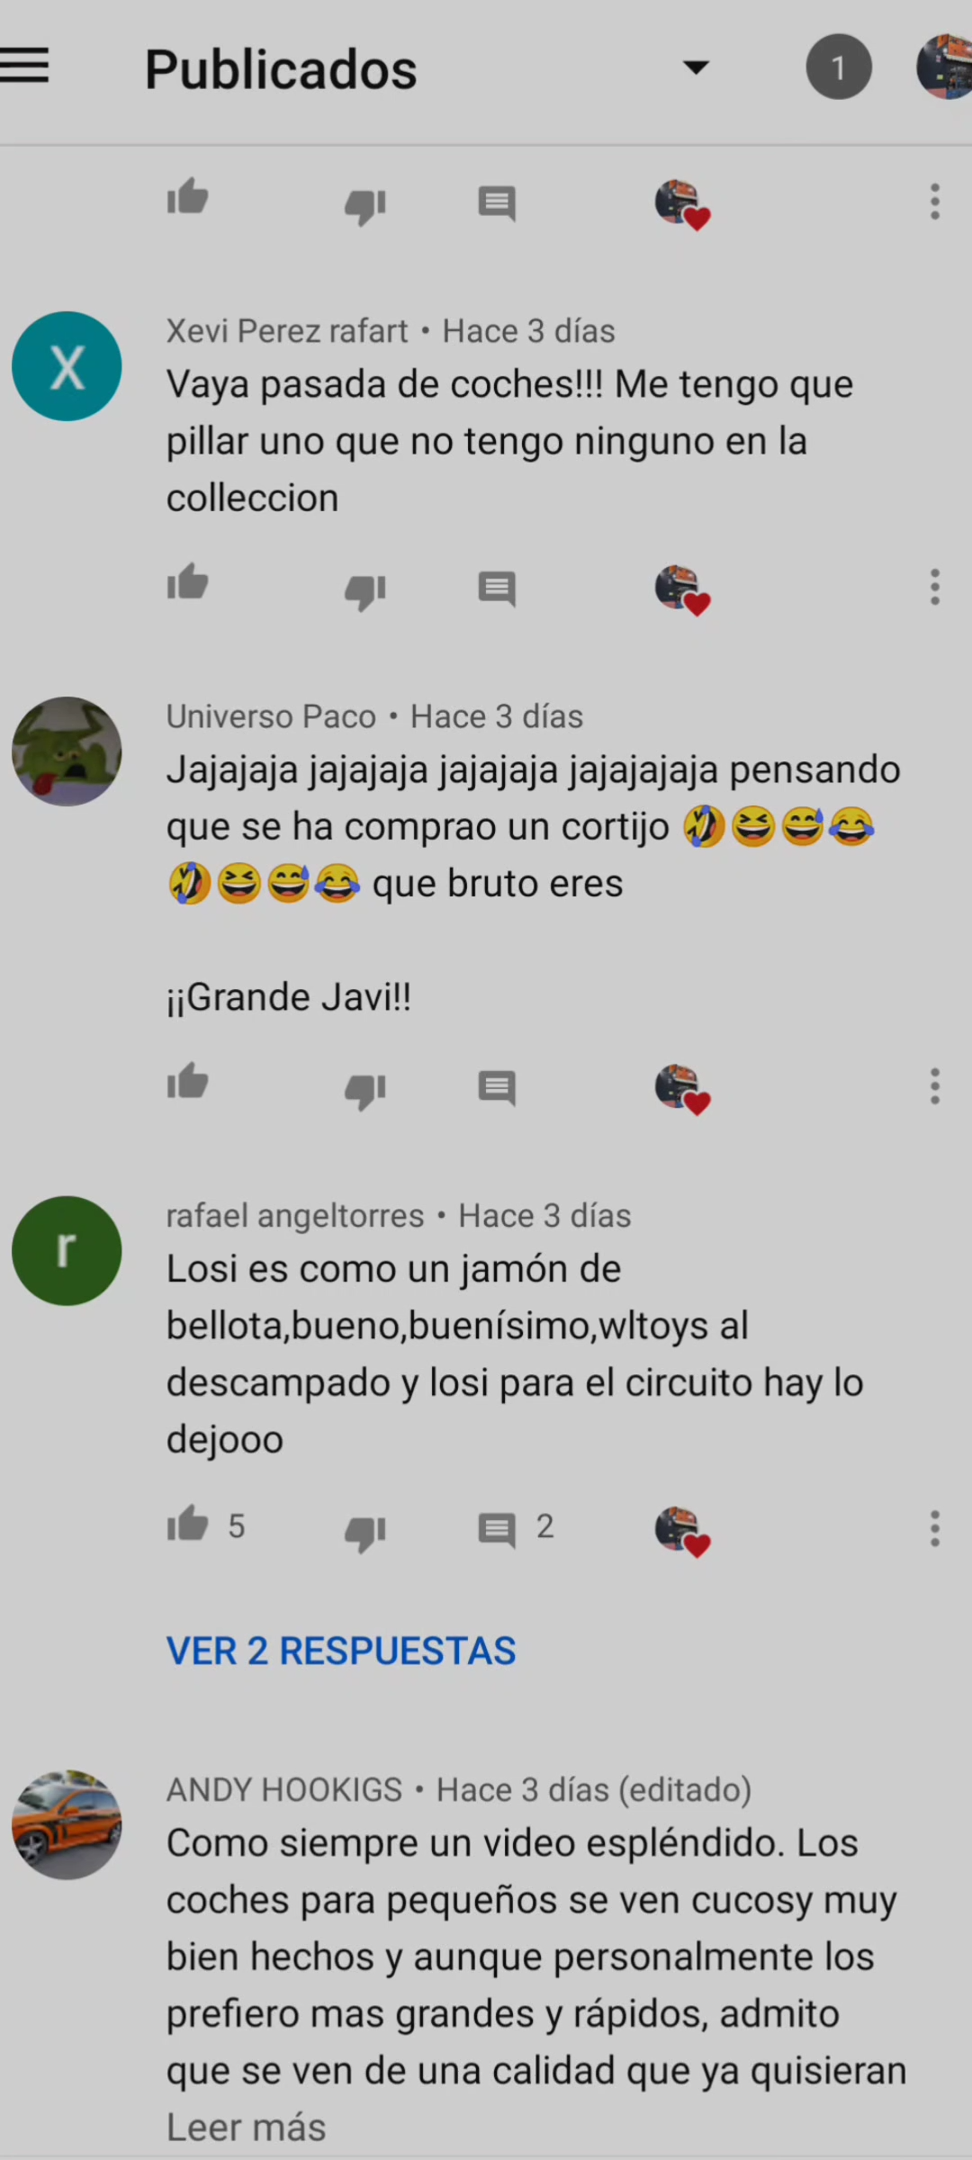 Publicados
1
Xevi Perez rafart • Hace 3 días
Vaya pasada de coches!!! Me tengo que
pillar uno que no tengo ninguno en la
colleccion
Universo Paco • Hace 3 días
Jajajaja jajajaja jajajaja jajajajaja pensando
que se ha comprao un cortijo 🤣😆😅😂
🤣😆😅😂 que bruto eres
¡¡Grande Javi!!
rafael angeltorres • Hace 3 días
Losi es como un jamón de
bellota,bueno,buenísimo,wltoys al
descampado y losi para el circuito hay lo
dejooo
5
2
VER 2 RESPUESTAS
ANDY HOOKIGS • Hace 3 días (editado)
Como siempre un video espléndido. Los
coches para pequeños se ven cucosy muy
bien hechos y aunque personalmente los
prefiero mas grandes y rápidos, admito
que se ven de una calidad que ya quisieran
Leer más